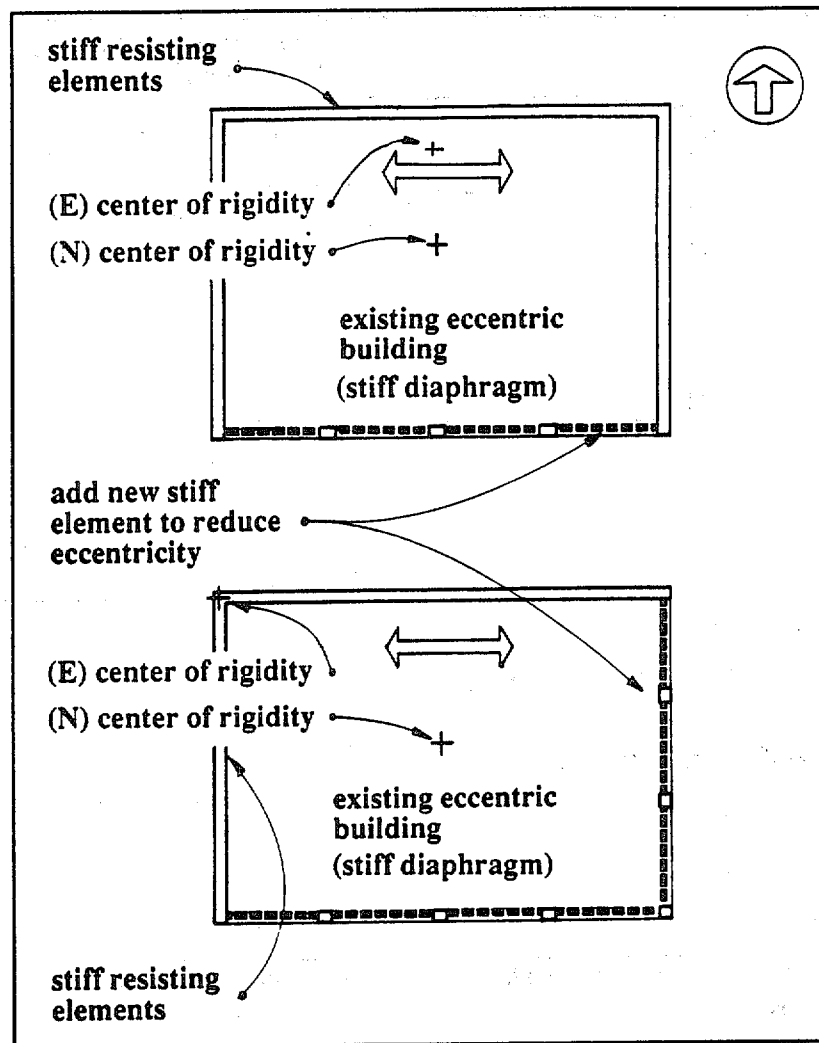 stiff resisting
elements
(E) center of rigidity
(N) center of rigidity
existing eccentric
building
(stiff diaphragm)
add new stiff
element to reduce
eccentricity
(E) center of rigidity
(N) center of rigidity
existing eccentric
building
(stiff diaphragm)
stiff resisting
elements